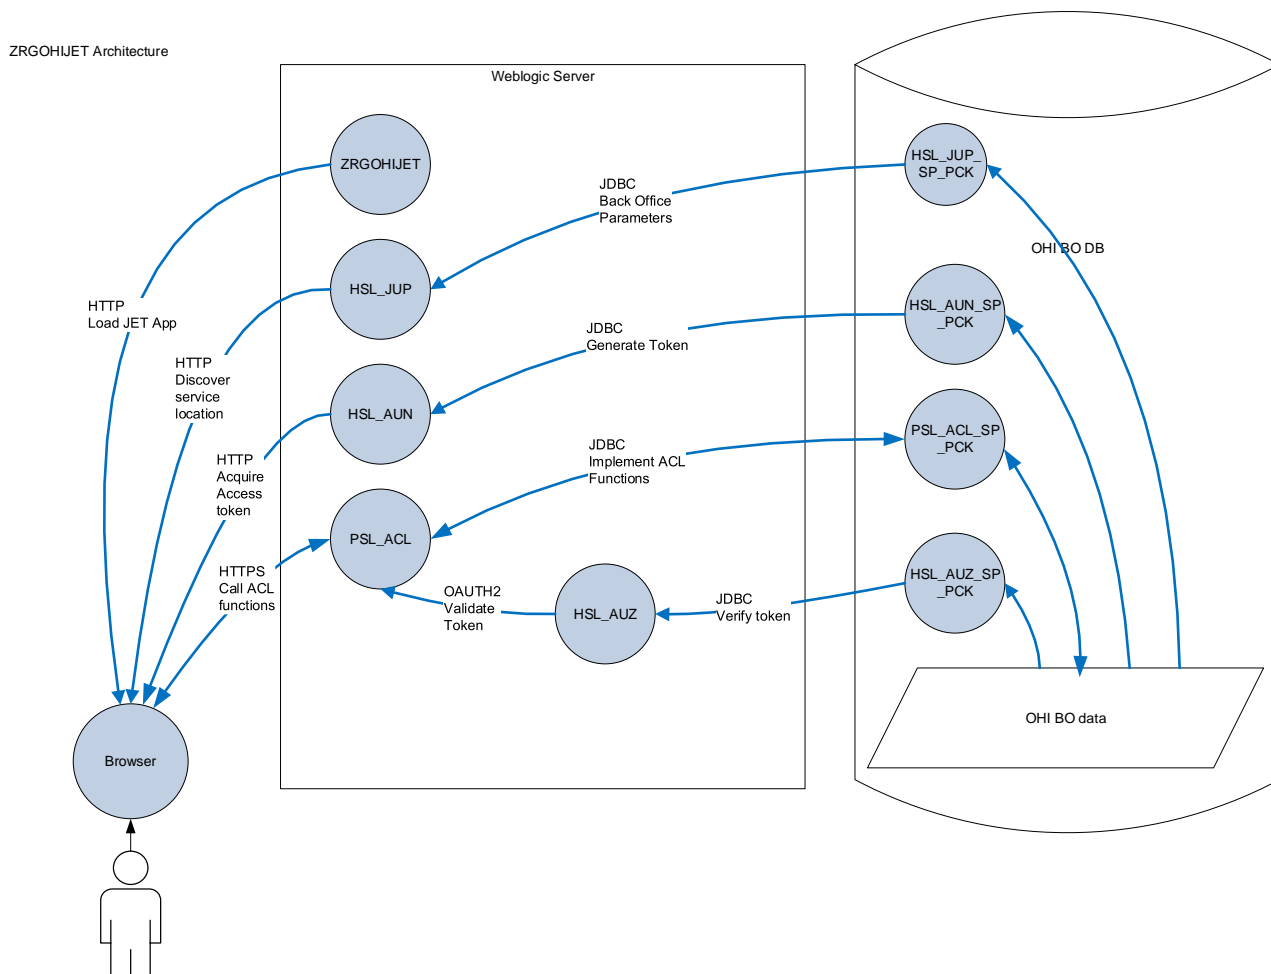 ZRGOHIJET Architecture
Weblogic Server
ZRGOHIJET
HSL_JUP_
SP_PCK
JDBC
Back Office
Parameters
OHI BO DB
HSL_JUP
HTTP
Load JET App
HSL_AUN_SP
_PCK
JDBC
Generate Token
HTTP
Discover
service
location
HSL_AUN
PSL_ACL_SP
_PCK
JDBC
Implement ACL
Functions
HTTP
Acquire
Access
token
PSL_ACL
HTTPS
Call ACL
functions
OAUTH2
Validate
Token
HSL_AUZ
JDBC
Verify token
HSL_AUZ_SP
_PCK
OHI BO data
Browser